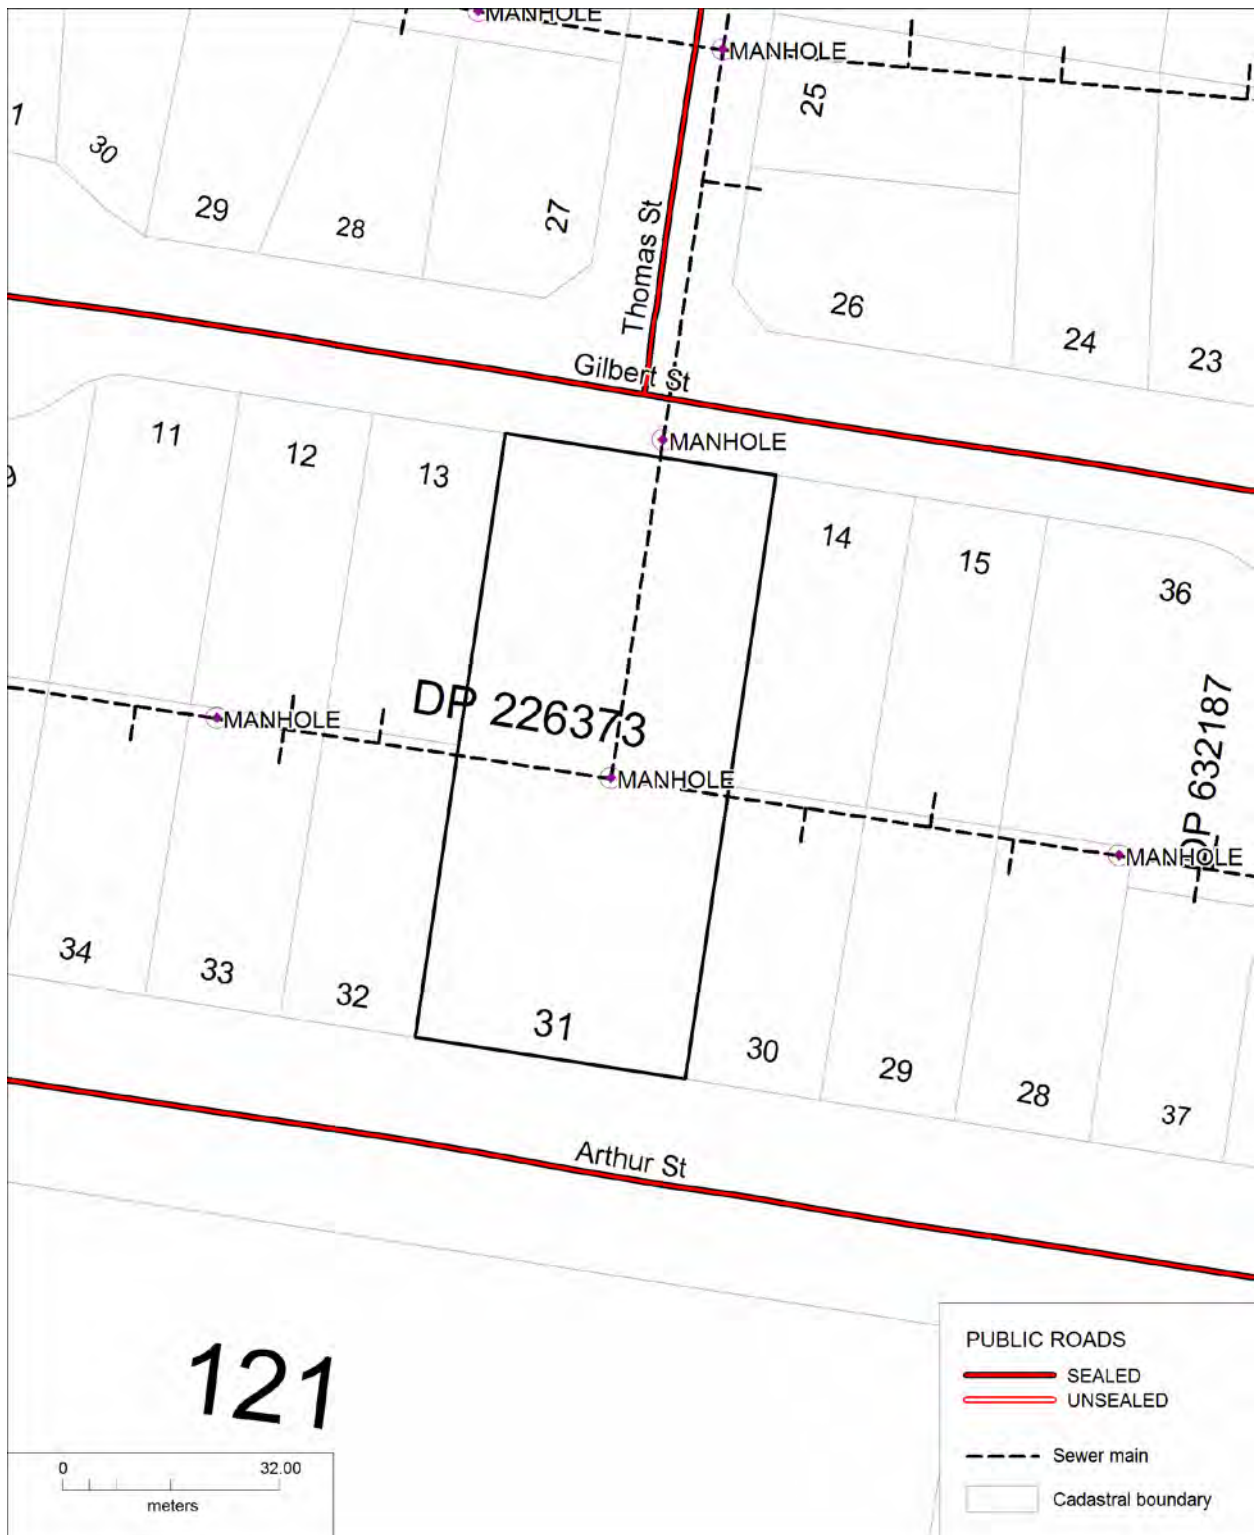 MANHOLE
MANHOLE
25
1
30
29
28
27
Thomas St
26
24
23
Gilbert St
MANHOLE
11
12
13
14
15
36
DP 226373
DP 632187
MANHOLE
MANHOLE
MANHOLE
34
33
32
31
30
29
28
37
Arthur St
121
PUBLIC ROADS
SEALED
UNSEALED
Sewer main
Cadastral boundary
0 32.00
meters